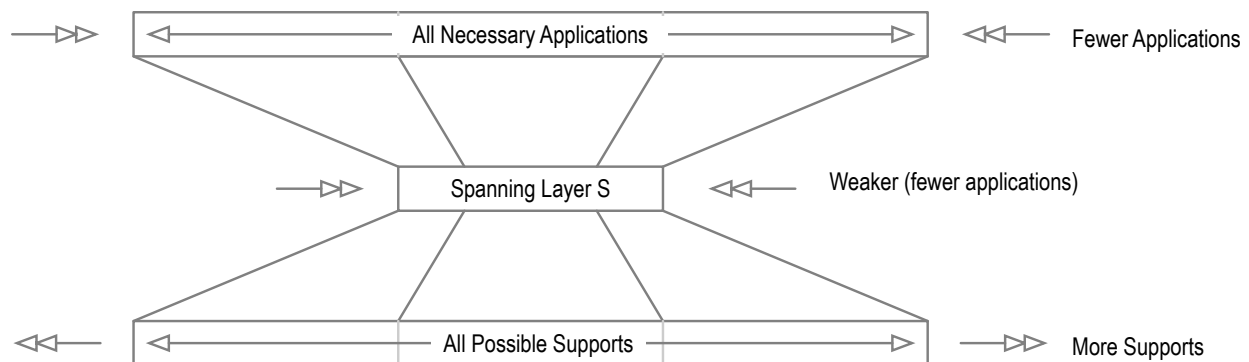 All Necessary Applications
Fewer Applications
Spanning Layer S
Weaker (fewer applications)
All Possible Supports
More Supports